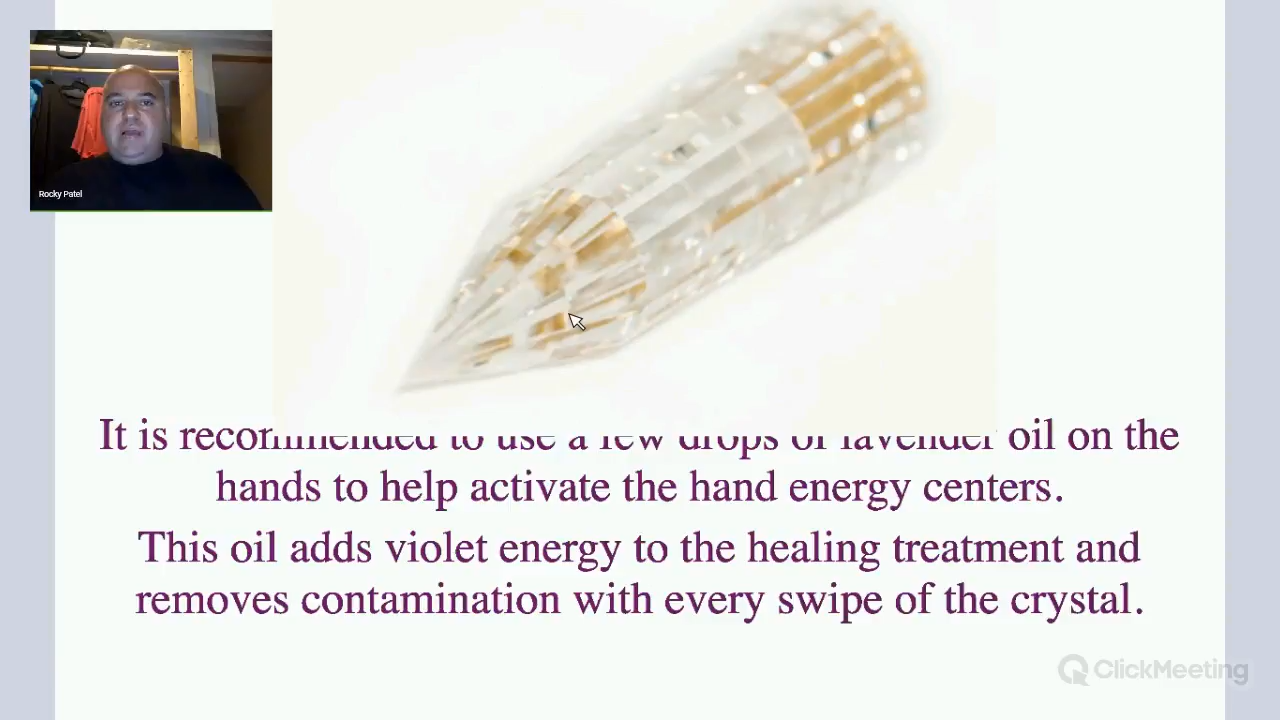 Rocky Patel
It is recommended to use a few drops of lavender oil on the
hands to help activate the hand energy centers.
This oil adds violet energy to the healing treatment and
removes contamination with every swipe of the crystal.
ClickMeeting